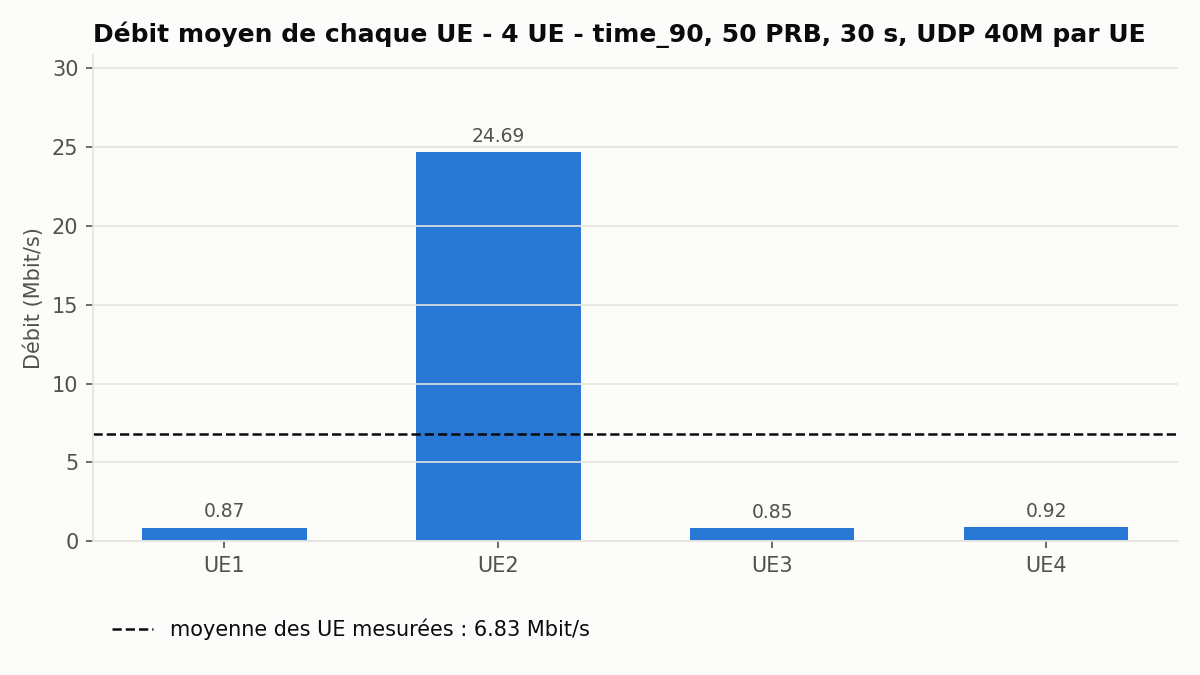 Débit moyen de chaque UE - 4 UE - time_90, 50 PRB, 30 s, UDP 40M par UE
Débit (Mbit/s)
30
25
20
15
10
5
0
0.87
24.69
0.85
0.92
UE1
UE2
UE3
UE4
moyenne des UE mesurées : 6.83 Mbit/s